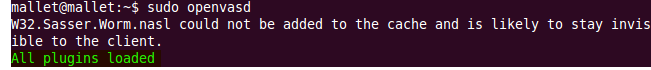 mallet@mallet:~$ sudo openvasd
W32.Sasser.Worm.nasl could not be added to the cache and is likely to stay invis
ible to the client.
All plugins loaded